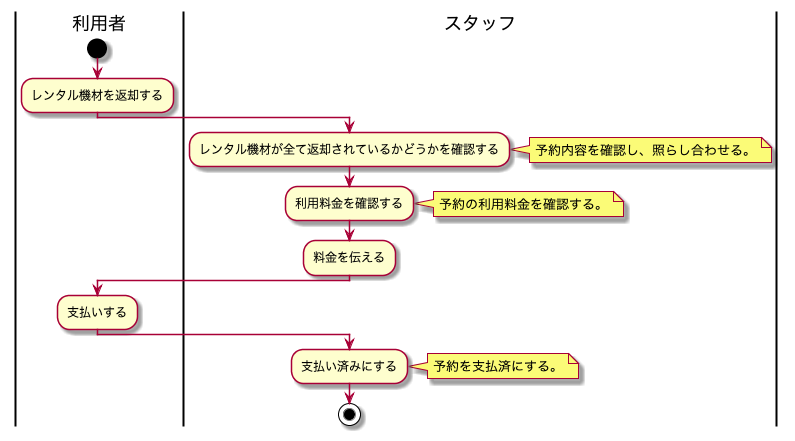 利用者
スタッフ
レンタル機材を返却する
レンタル機材が全て返却されているかどうかを確認する
予約内容を確認し、照らし合わせる。
利用料金を確認する
予約の利用料金を確認する。
料金を伝える
支払いする
支払い済みにする
予約を支払済にする。